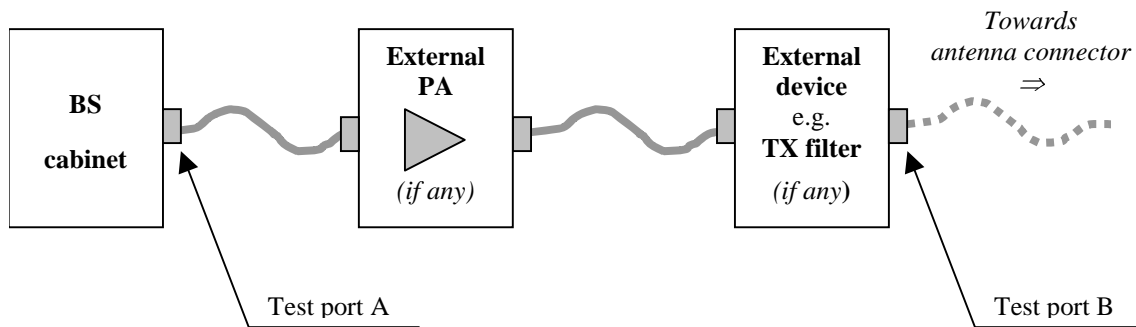 BS
cabinet
External
PA
(if any)
External
device
e.g.
TX filter
(if any)
Towards
antenna connector
⇒
Test port A
Test port B